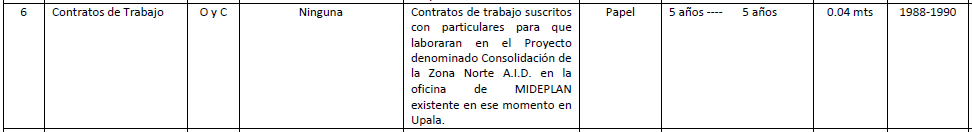 6 Contratos de Trabajo O y C Ninguna Contratos de trabajo suscritos Papel 5 años ---- 5 años 0.04 mts 1988-1990
con particulares para que
laboraran en el Proyecto
denominado Consolidación de
la Zona Norte A.I.D. en la
oficina de MIDEPLAN
existente en ese momento en
Upala.